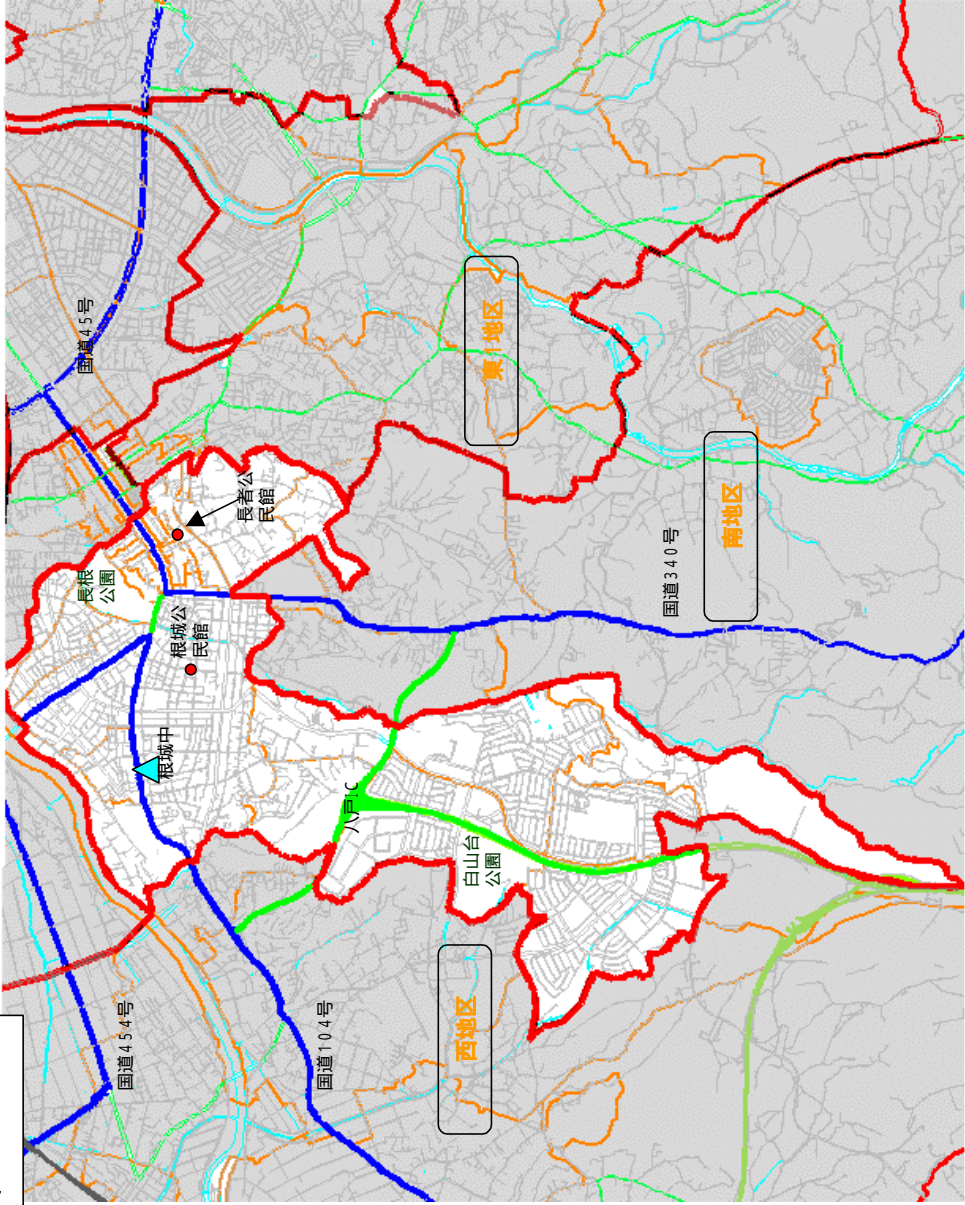 国道45号
長者公
民館
長根
公園
根城公
民館
根城中
東1地区
南地区
国道340号
八戸IC
白山台
公園
西地区
国道454号
国道104号